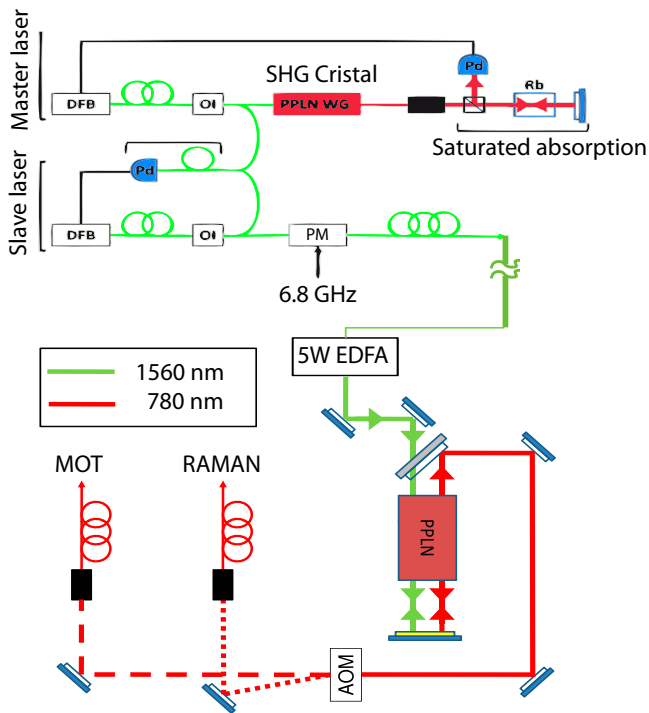 Master laser
DFB
OI
SHG Cristal
PPLN WG
Pd
Rb
Saturated absorption
Slave laser
Pd
DFB
OI
PM
6.8 GHz
5W EDFA
1560 nm
780 nm
MOT
RAMAN
PPLN
AOM